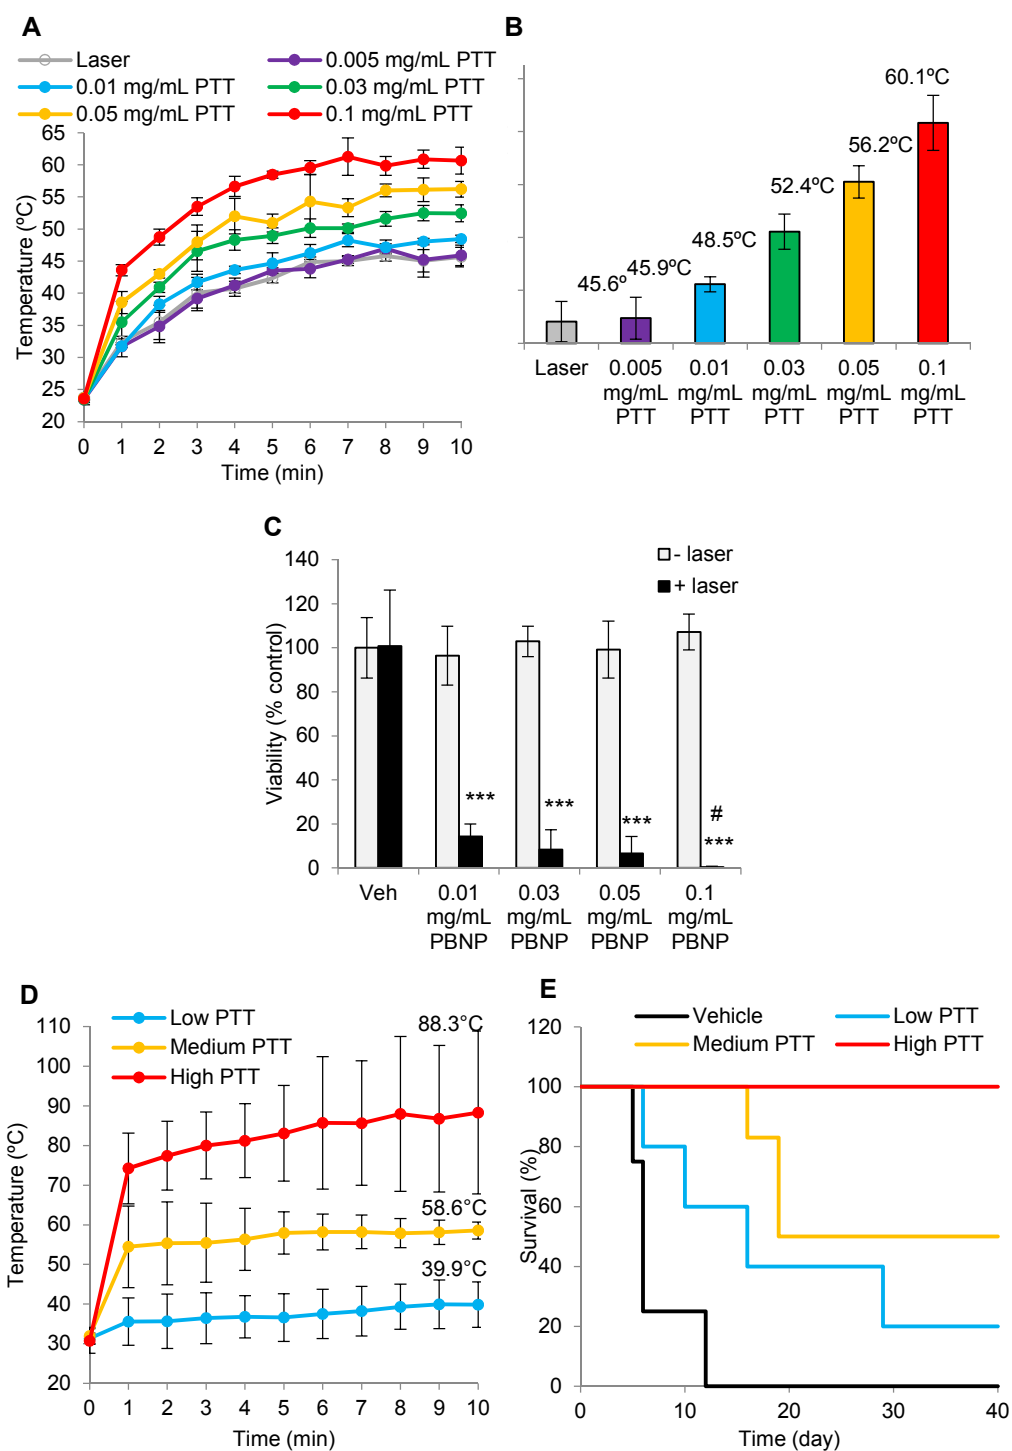 A
Laser
0.005 mg/mL PTT
0.01 mg/mL PTT
0.03 mg/mL PTT
0.05 mg/mL PTT
0.1 mg/mL PTT
Temperature (ºC)
65
60
55
50
45
40
35
30
25
20
0 1 2 3 4 5 6 7 8 9 10
Time (min)
B
45.6º
45.9ºC
48.5ºC
52.4ºC
56.2ºC
60.1ºC
Laser 0.005 0.01 0.03 0.05 0.1
mg/mL mg/mL mg/mL mg/mL mg/mL
PTT PTT PTT PTT PTT
C
- laser
+ laser
Viability (% control)
140
120
100
80
60
40
20
0
*** *** *** # ***
Veh 0.01 0.03 0.05 0.1
mg/mL mg/mL mg/mL mg/mL
PBNP PBNP PBNP PBNP
D
Low PTT
Medium PTT
High PTT
88.3°C
58.6°C
39.9°C
Temperature (ºC)
110
100
90
80
70
60
50
40
30
20
0 1 2 3 4 5 6 7 8 9 10
Time (min)
E
Vehicle
Low PTT
Medium PTT
High PTT
Survival (%)
120
100
80
60
40
20
0
0 10 20 30 40
Time (day)